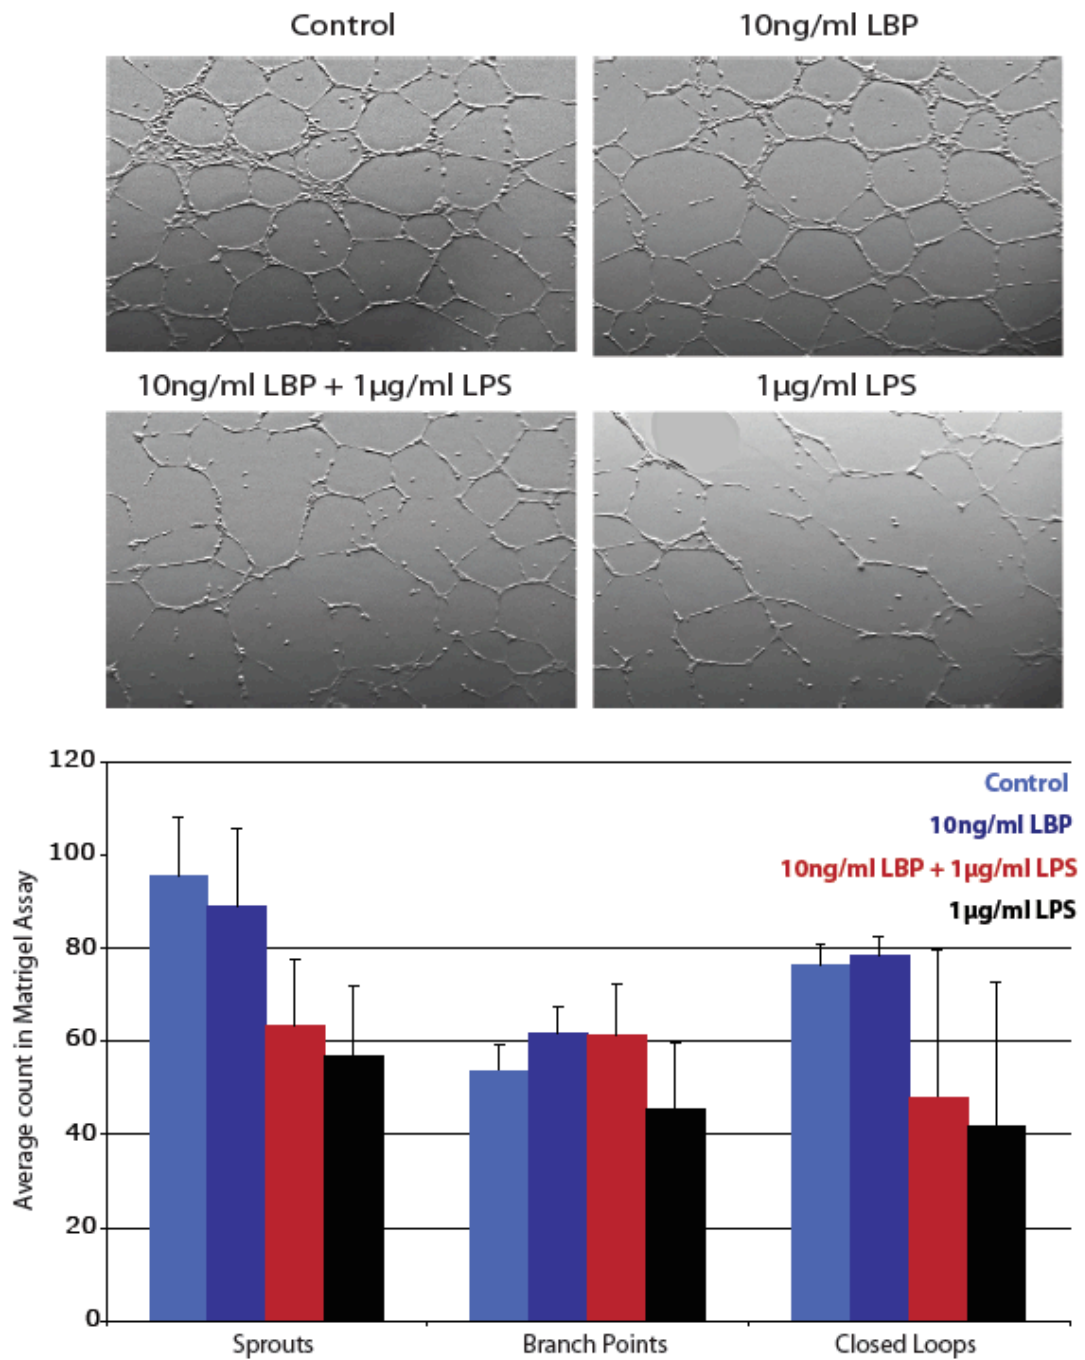 Control
10ng/ml LBP
10ng/ml LBP + 1µg/ml LPS
1µg/ml LPS
120
100
80
60
40
20
0
Average count in Matrigel Assay
Control
10ng/ml LBP
10ng/ml LBP + 1µg/ml LPS
1µg/ml LPS
Sprouts
Branch Points
Closed Loops